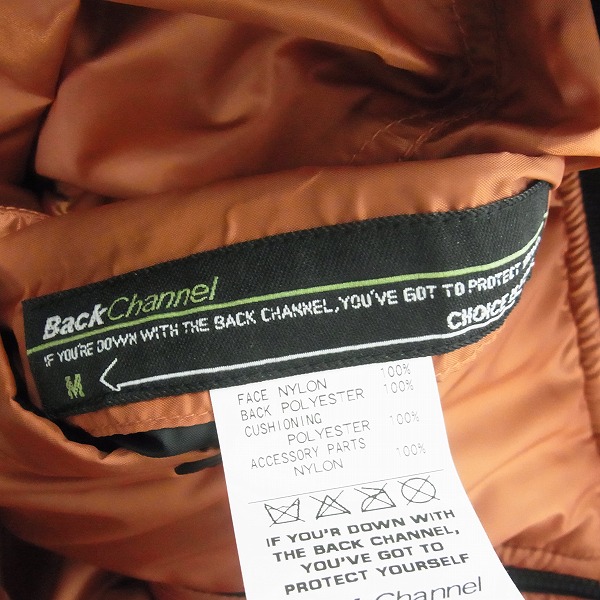 BackChannel
IF YOU'RE DOWN WITH THE BACK CHANNEL, YOU'VE GOT TO PROTECT
CHOICE
M
FACE NYLON 100%
BACK POLYESTER 100%
CUSHIONING
POLYESTER 100%
ACCESSORY PARTS
NYLON 100%
IF YOU'R DOWN WITH
THE BACK CHANNEL,
YOU'VE GOT TO
PROTECT YOURSELF
Channel